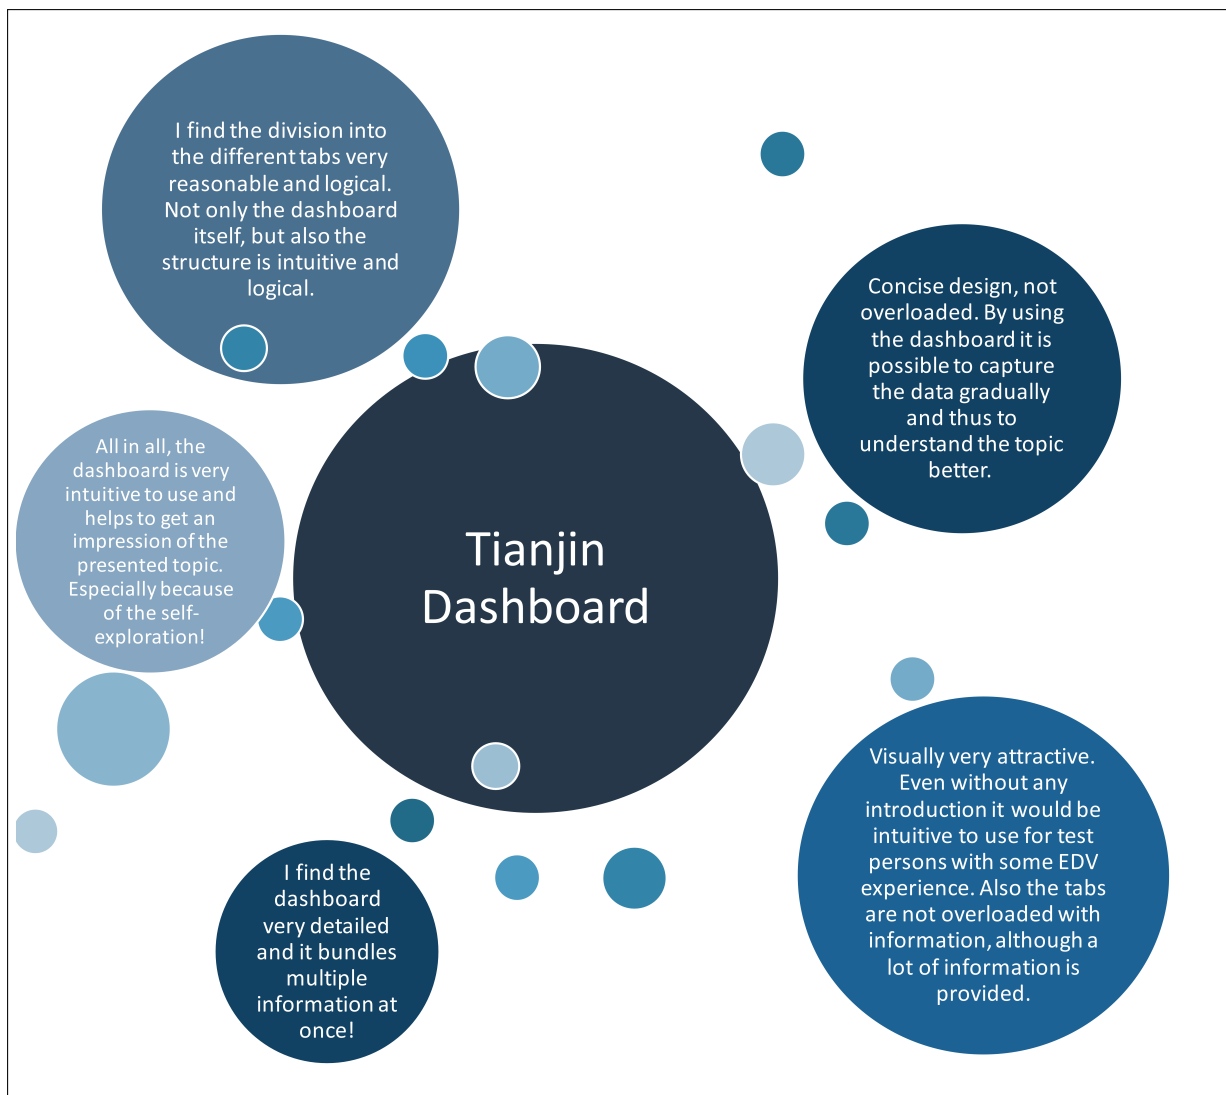 I find the division into
the different tabs very
reasonable and logical.
Not only the dashboard
itself, but also the
structure is intuitive and
logical.
Concise design, not
overloaded. By using
the dashboard it is
possible to capture
the data gradually
and thus to
understand the topic
better.
All in all, the
dashboard is very
intuitive to use and
helps to get an
impression of the
presented topic.
Especially because
of the self-
exploration!
Tianjin
Dashboard
Visually very attractive.
Even without any
introduction it would be
intuitive to use for test
persons with some EDV
experience. Also the tabs
are not overloaded with
information, although a
lot of information is
provided.
I find the
dashboard
very detailed
and it bundles
multiple
information at
once!